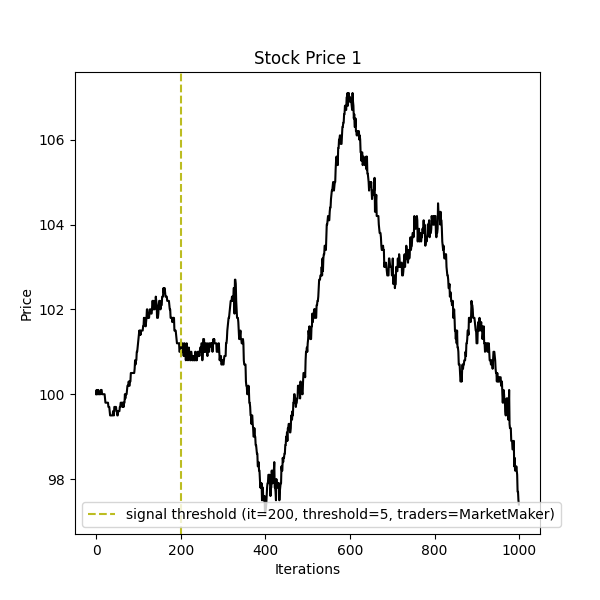 Stock Price 1
106
104
102
100
98
Price
signal threshold (it=200, threshold=5, traders=MarketMaker)
0 200 400 600 800 1000
Iterations